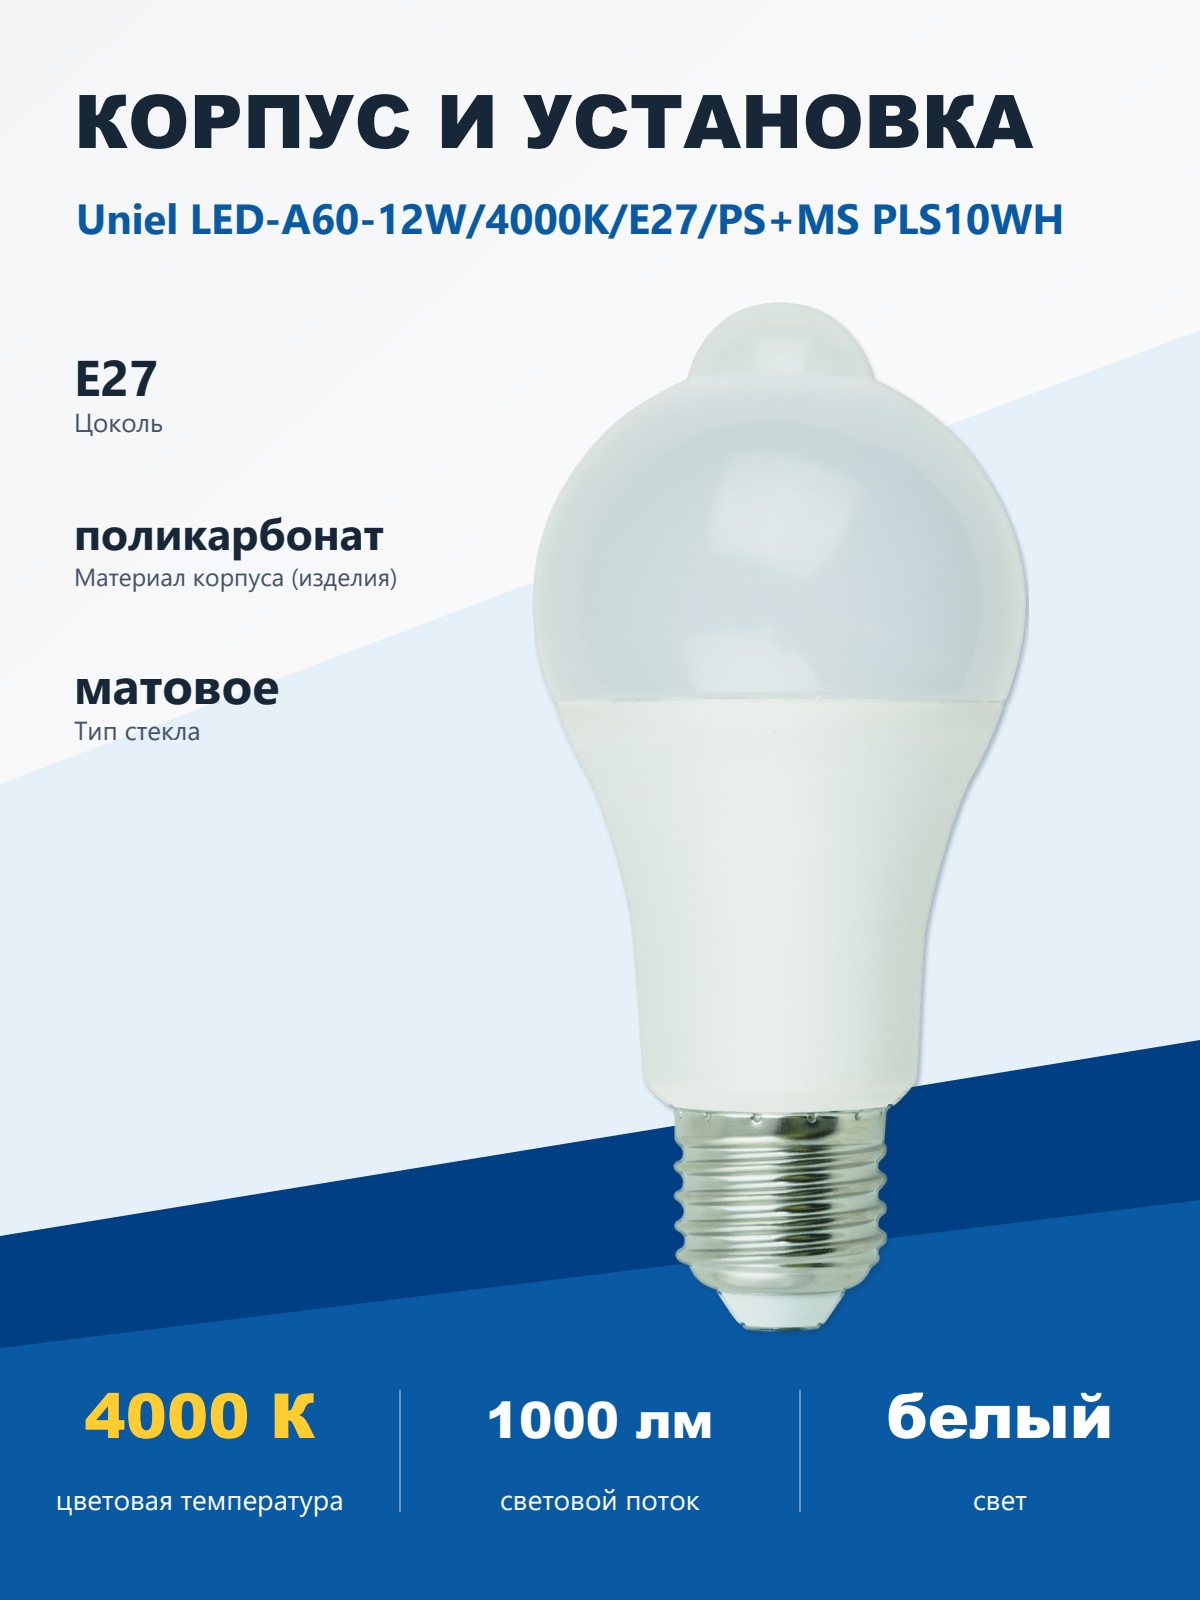 КОРПУС И УСТАНОВКА
Uniel LED-A60-12W/4000K/E27/PS+MS PLS10WH
E27
Цоколь
поликарбонат
Материал корпуса (изделия)
матовое
Тип стекла
4000 К
цветовая температура
1000 лм
световой поток
белый
свет